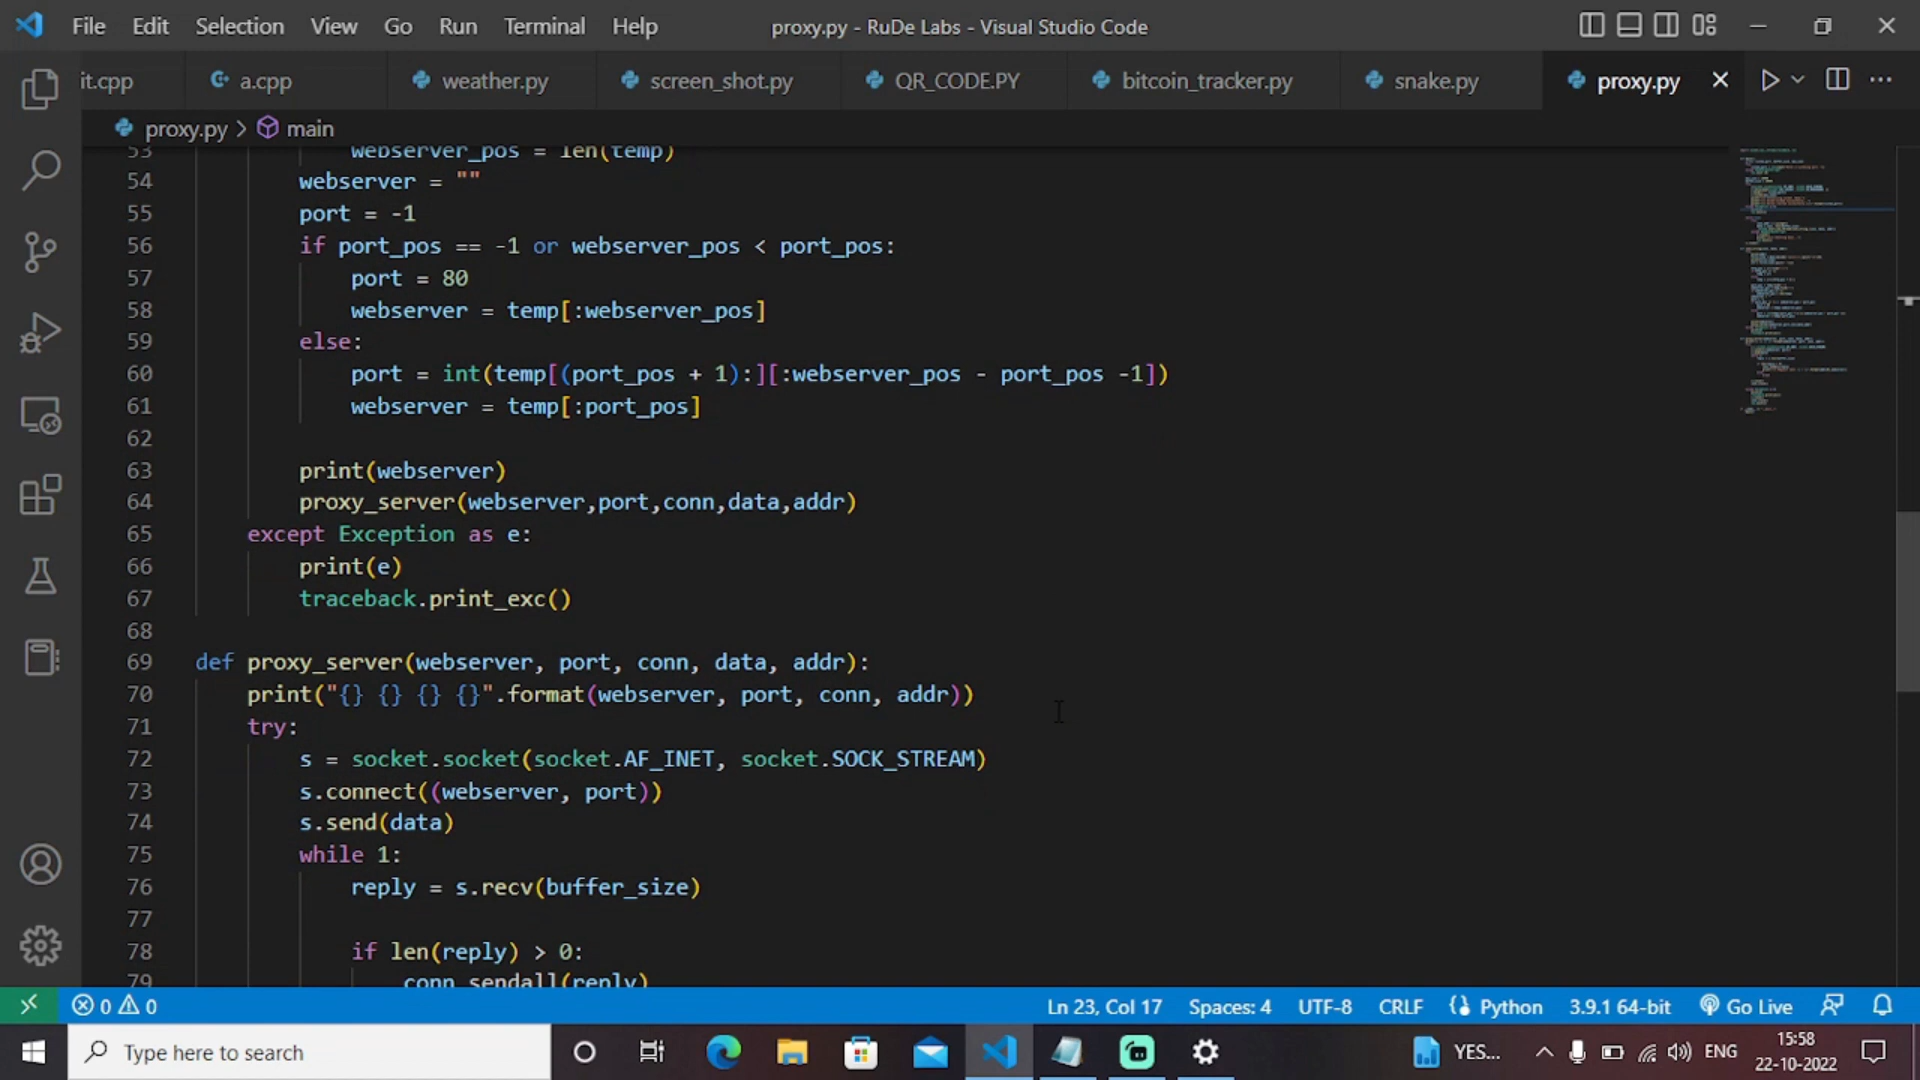 File Edit Selection View Go Run Terminal Help proxy.py - RuDe Labs - Visual Studio Code
it.cpp a.cpp weather.py screen_shot.py QR_CODE.PY bitcoin_tracker.py snake.py proxy.py
proxy.py > main
53 webserver_pos = len(temp)
54 webserver = ""
55 port = -1
56 if port_pos == -1 or webserver_pos < port_pos:
57 port = 80
58 webserver = temp[:webserver_pos]
59 else:
60 port = int(temp[(port_pos + 1):][:webserver_pos - port_pos -1])
61 webserver = temp[:port_pos]
62
63 print(webserver)
64 proxy_server(webserver,port,conn,data,addr)
65 except Exception as e:
66 print(e)
67 traceback.print_exc()
68
69 def proxy_server(webserver, port, conn, data, addr):
70 print("{} {} {} {}".format(webserver, port, conn, addr))
71 try:
72 s = socket.socket(socket.AF_INET, socket.SOCK_STREAM)
73 s.connect((webserver, port))
74 s.send(data)
75 while 1:
76 reply = s.recv(buffer_size)
77
78 if len(reply) > 0:
79 conn.sendall(reply)
0 0 Ln 23, Col 17 Spaces: 4 UTF-8 CRLF Python 3.9.1 64-bit Go Live
Type here to search YES... ENG 15:58
22-10-2022